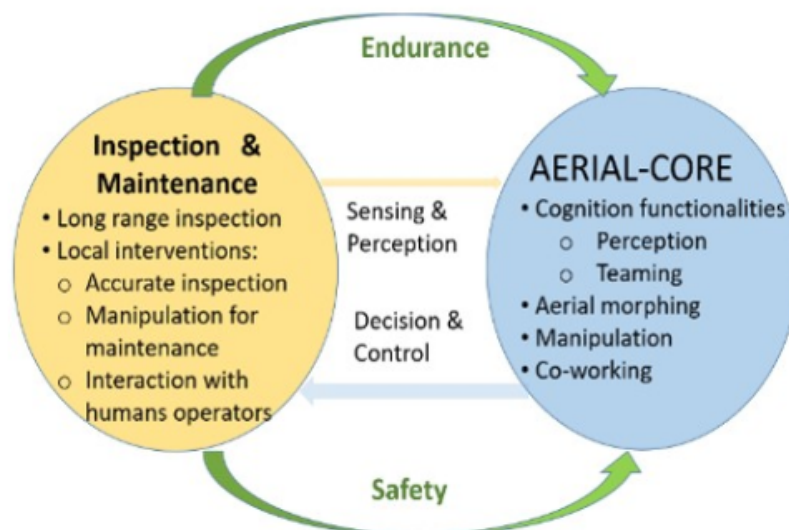 Endurance
Inspection &
Maintenance
• Long range inspection
• Local interventions:
o Accurate inspection
o Manipulation for
maintenance
o Interaction with
humans operators
Sensing &
Perception
Decision &
Control
AERIAL-CORE
• Cognition functionalities
o Perception
o Teaming
• Aerial morphing
• Manipulation
• Co-working
Safety